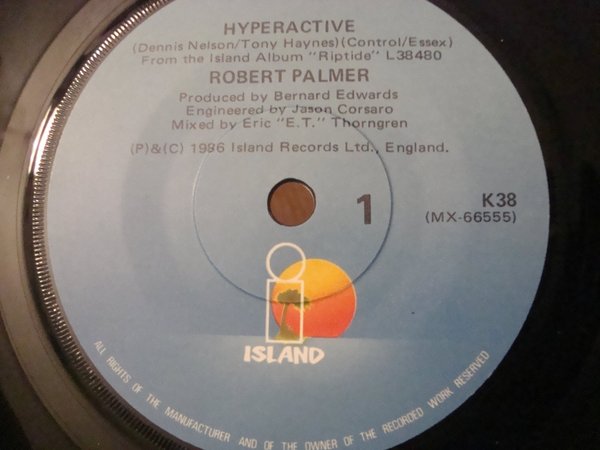 HYPERACTIVE
(Dennis Nelson/Tony Haynes)(Control/Essex)
From the Island Album "Riptide" L38480
ROBERT PALMER
Produced by Bernard Edwards
Engineered by Jason Corsaro
Mixed by Eric "E.T." Thorngren
(P)&(C) 1986 Island Records Ltd., England.
1
K38
(MX-66555)
ISLAND
ALL RIGHTS OF THE MANUFACTURER AND OF THE OWNER OF THE RECORDED WORK RESERVED